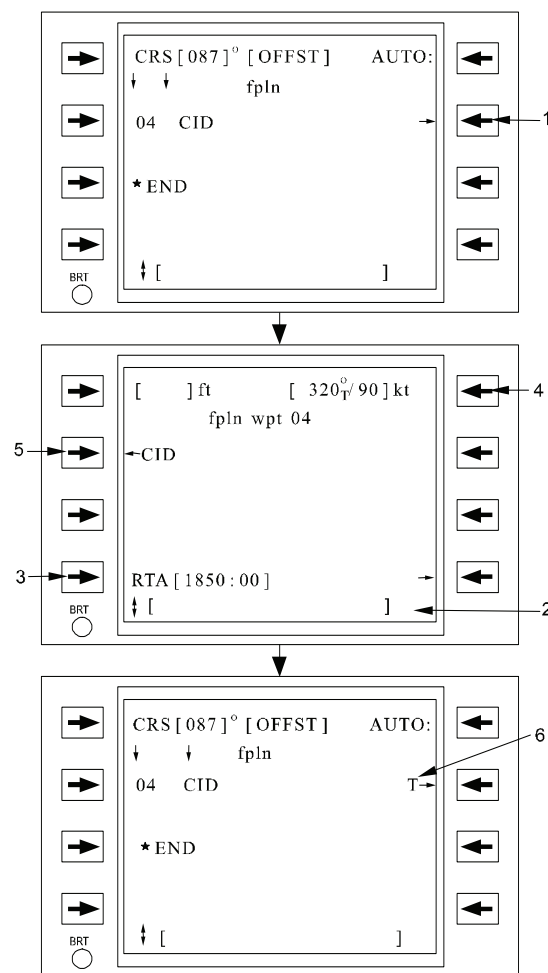 CRS [ 087 ]° [ OFFST ] AUTO:
↓ ↓ fpln
04 CID → 1
★ END
BRT
↕ [ ]
[ ] ft [ 320°T/ 90 ] kt 4
fpln wpt 04
5 ←CID
3 RTA [ 1850 : 00 ] →
BRT
↕ [ ] 2
CRS [ 087 ]° [ OFFST ] AUTO:
↓ ↓ fpln
6
04 CID T→
★ END
BRT
↕ [ ]